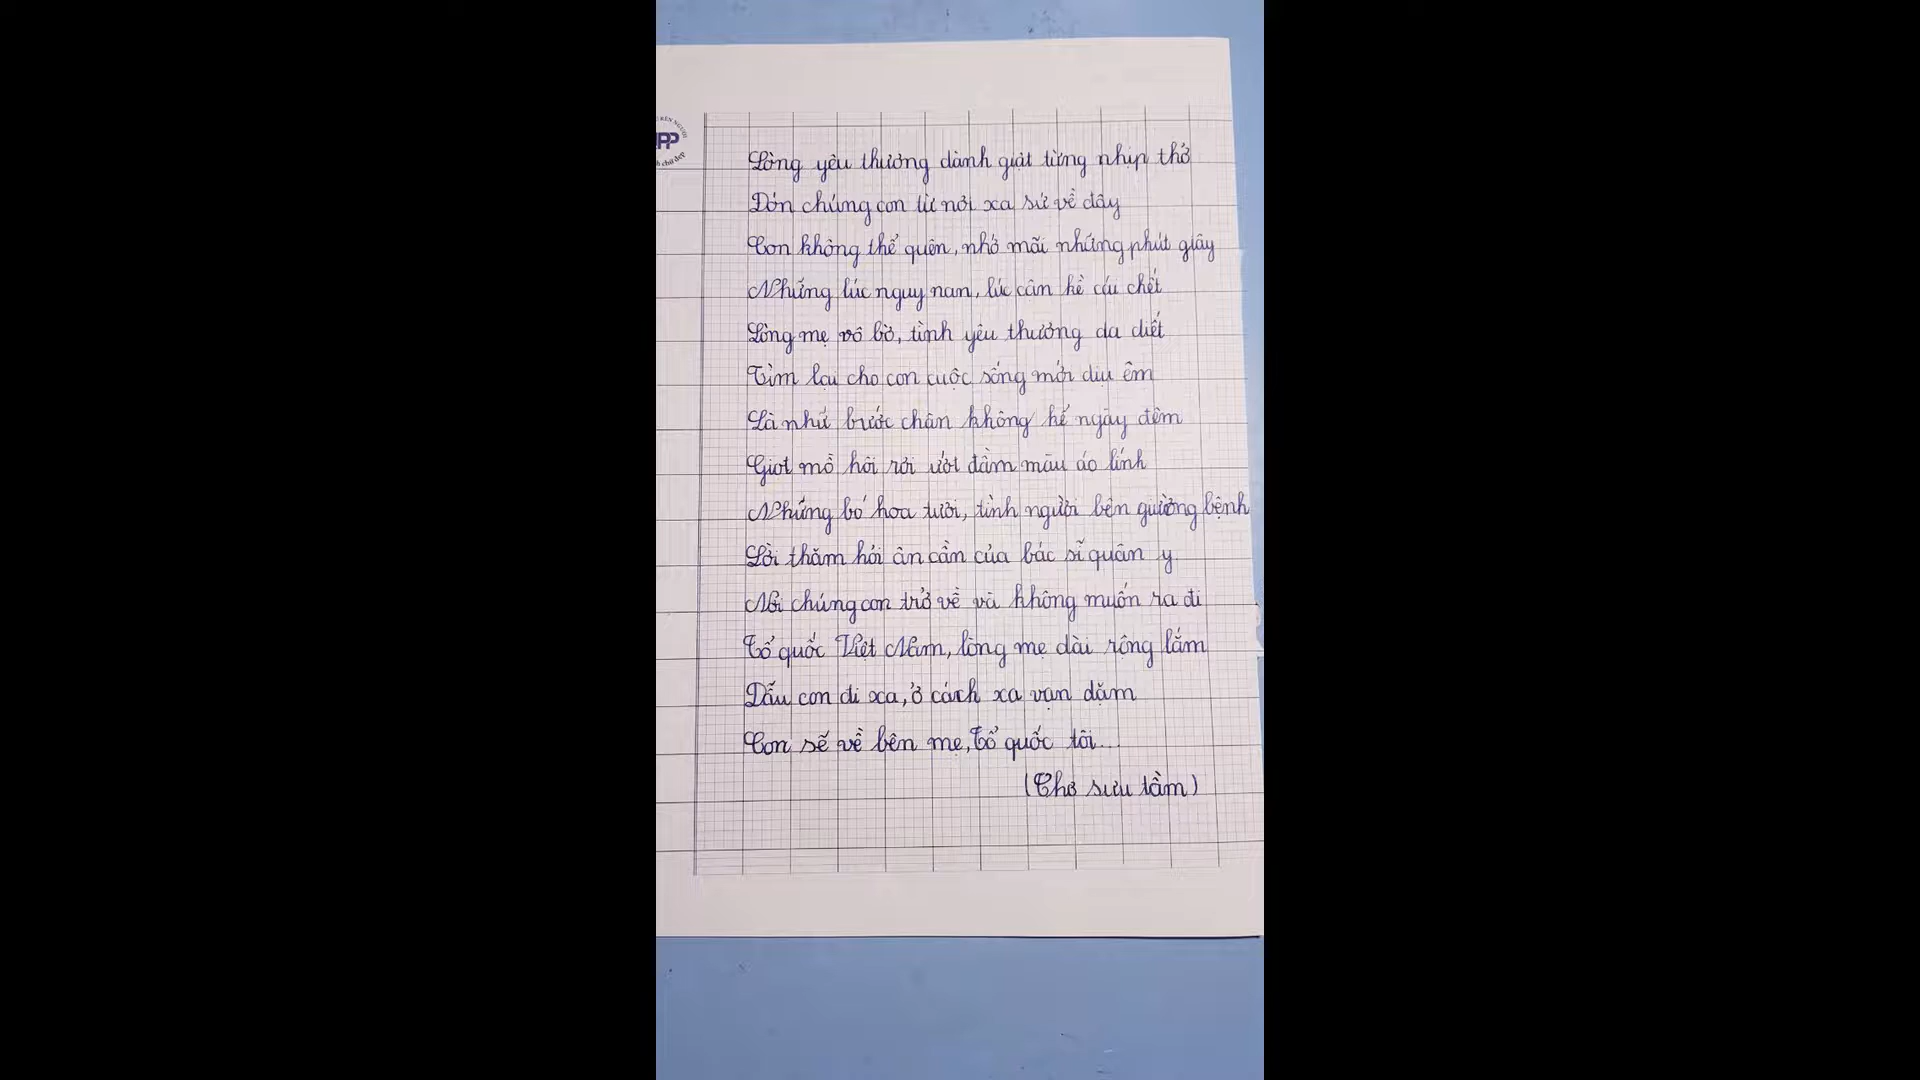 PP
Lòng yêu thương dành giật từng nhịp thở
Đón chúng con từ nơi xa sứ về đây
Con không thể quên, nhớ mãi những phút giây
Những lúc nguy nan, lúc cận kề cái chết
Lòng mẹ vô bờ, tình yêu thương da diết
Tìm lại cho con cuộc sống mới dịu êm
Là như bước chân không hể ngày đêm
Giọt mồ hôi rơi ướt đẫm màu áo lính
Những bó hoa tươi, tình người bên giường bệnh
Lời thăm hỏi ân cần của bác sĩ quân y
Nơi chúng con trở về và không muốn ra đi
Tổ quốc Việt Nam, lòng mẹ dài rộng lắm
Dẫu con đi xa, ở cách xa vạn dặm
Con sẽ về bên mẹ, Tổ quốc tôi...
(Thơ sưu tầm)